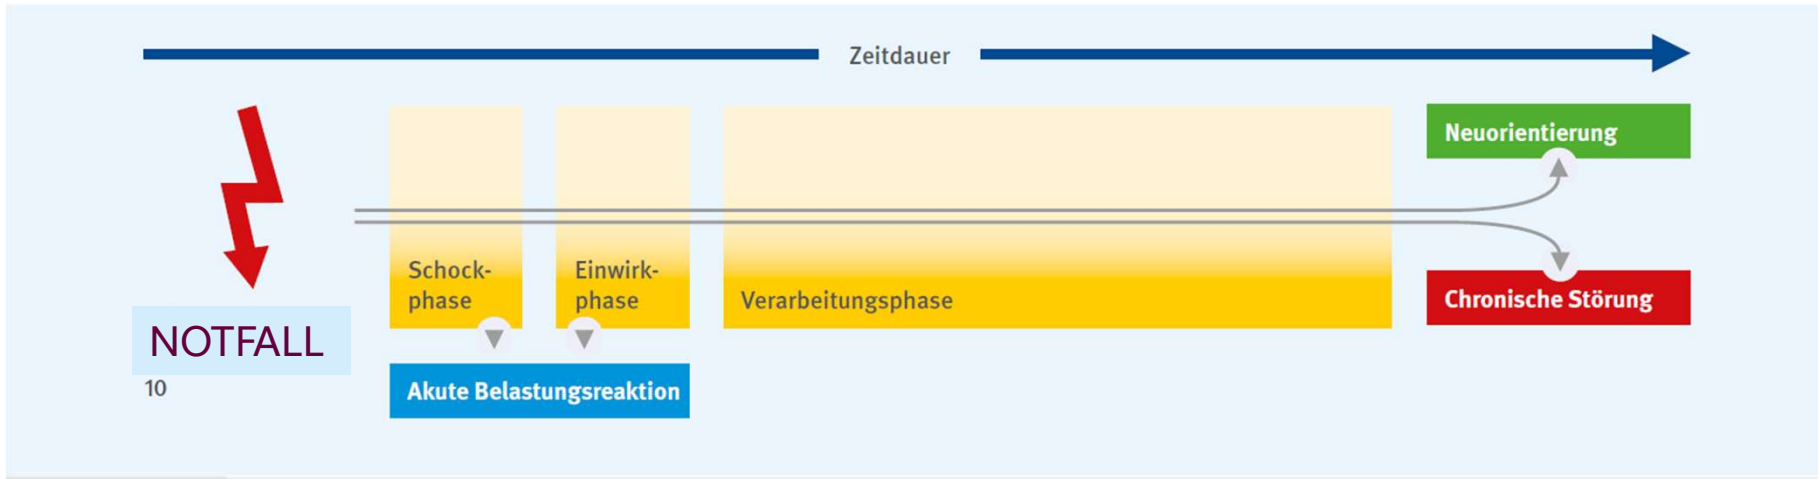 Zeitdauer
Neuorientierung
Schock-
phase
Einwirk-
phase
Verarbeitungsphase
Chronische Störung
NOTFALL
10
Akute Belastungsreaktion